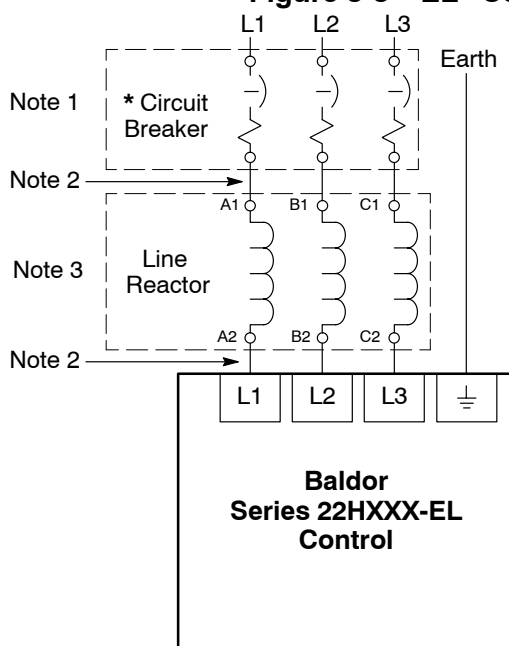 L1 L2 L3
Earth
Note 1
* Circuit
Breaker
Note 2
A1 B1 C1
Note 3
Line
Reactor
A2 B2 C2
Note 2
L1 L2 L3
Baldor
Series 22HXXX-EL
Control